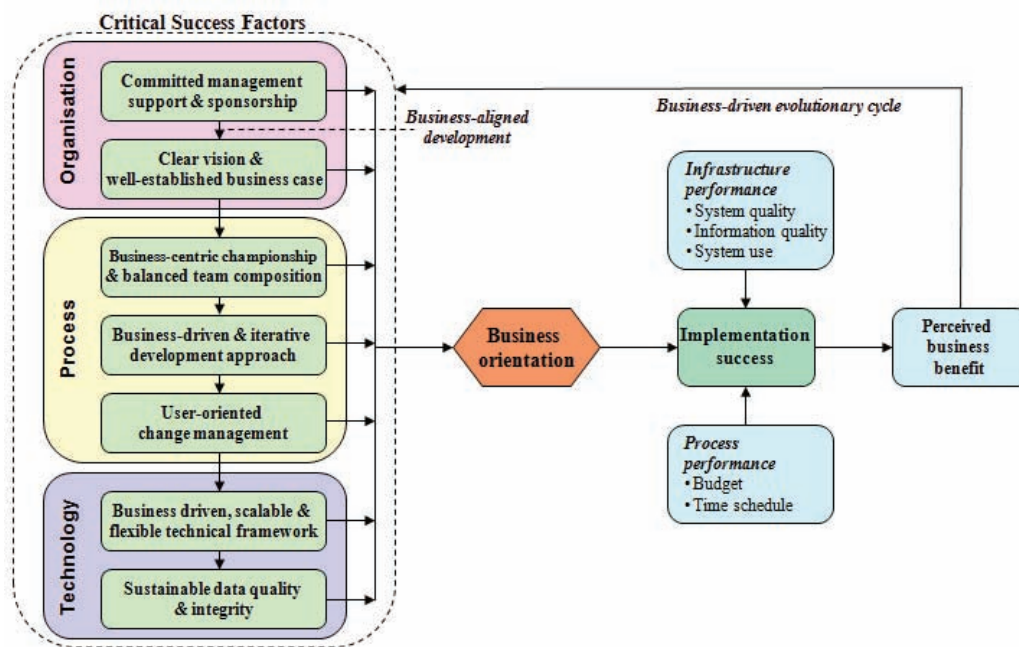 Critical Success Factors
Organisation
Committed management
support & sponsorship
Clear vision &
well-established business case
Business-aligned
development
Business-driven evolutionary cycle
Process
Business-centric championship
& balanced team composition
Business-driven & iterative
development approach
User-oriented
change management
Technology
Business driven, scalable &
flexible technical framework
Sustainable data quality
& integrity
Business
orientation
Infrastructure
performance
• System quality
• Information quality
• System use
Implementation
success
Process
performance
• Budget
• Time schedule
Perceived
business
benefit